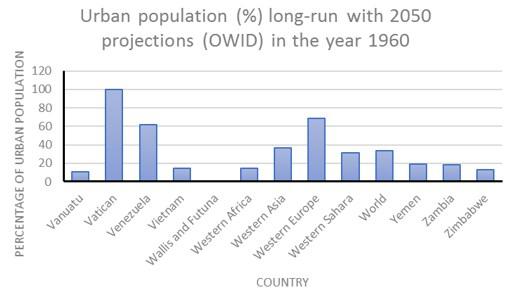 Urban population (%) long-run with 2050
projections (OWID) in the year 1960
PERCENTAGE OF URBAN POPULATION
120
100
80
60
40
20
0
Vanuatu
Vatican
Venezuela
Vietnam
Wallis and Futuna
Western Africa
Western Asia
Western Europe
Western Sahara
World
Yemen
Zambia
Zimbabwe
COUNTRY